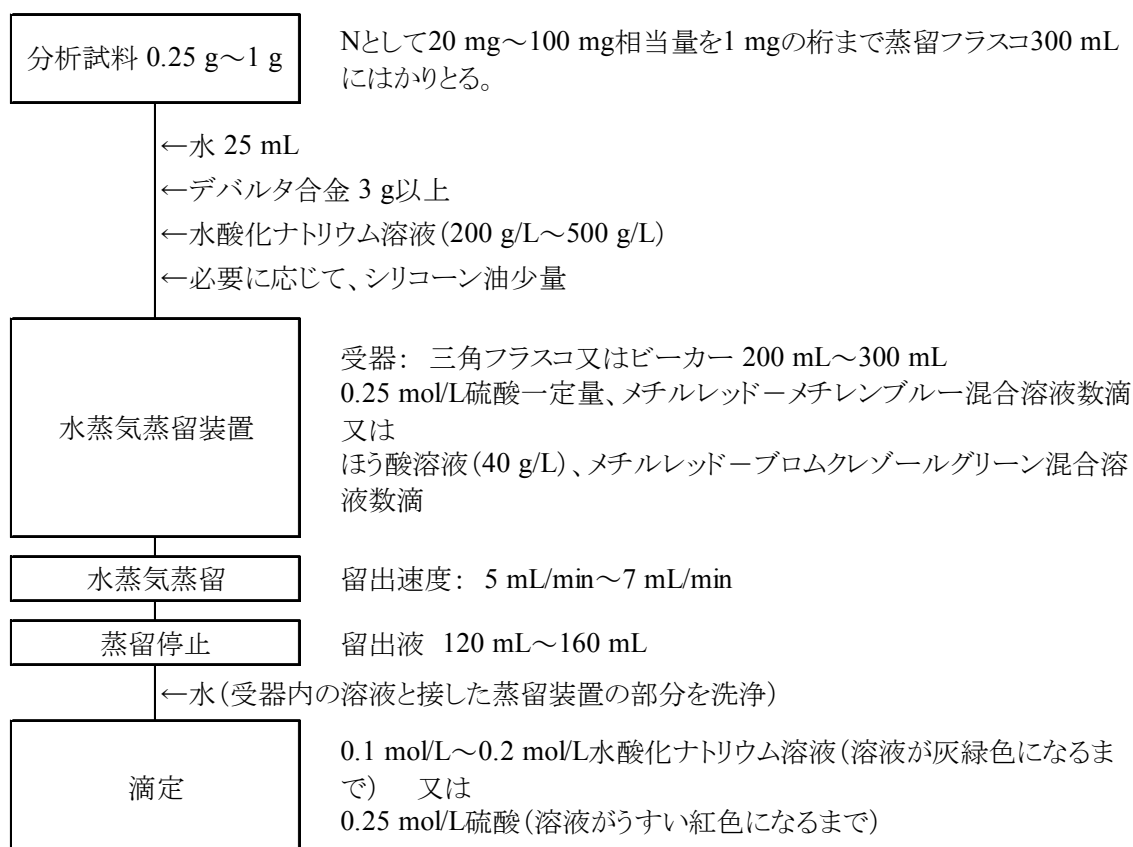 分析試料 0.25 g~1 g
Nとして20 mg~100 mg相当量を1 mgの桁まで蒸留フラスコ300 mL
にはかりとる。
←水 25 mL
←デバルタ合金 3 g以上
←水酸化ナトリウム溶液(200 g/L~500 g/L)
←必要に応じて、シリコーン油少量
水蒸気蒸留装置
受器: 三角フラスコ又はビーカー 200 mL~300 mL
0.25 mol/L硫酸一定量、メチルレッド-メチレンブルー混合溶液数滴
又は
ほう酸溶液(40 g/L)、メチルレッド-ブロムクレゾールグリーン混合溶
液数滴
水蒸気蒸留
留出速度: 5 mL/min~7 mL/min
蒸留停止
留出液 120 mL~160 mL
←水(受器内の溶液と接した蒸留装置の部分を洗浄)
滴定
0.1 mol/L~0.2 mol/L水酸化ナトリウム溶液(溶液が灰緑色になるま
で) 又は
0.25 mol/L硫酸(溶液がうすい紅色になるまで)